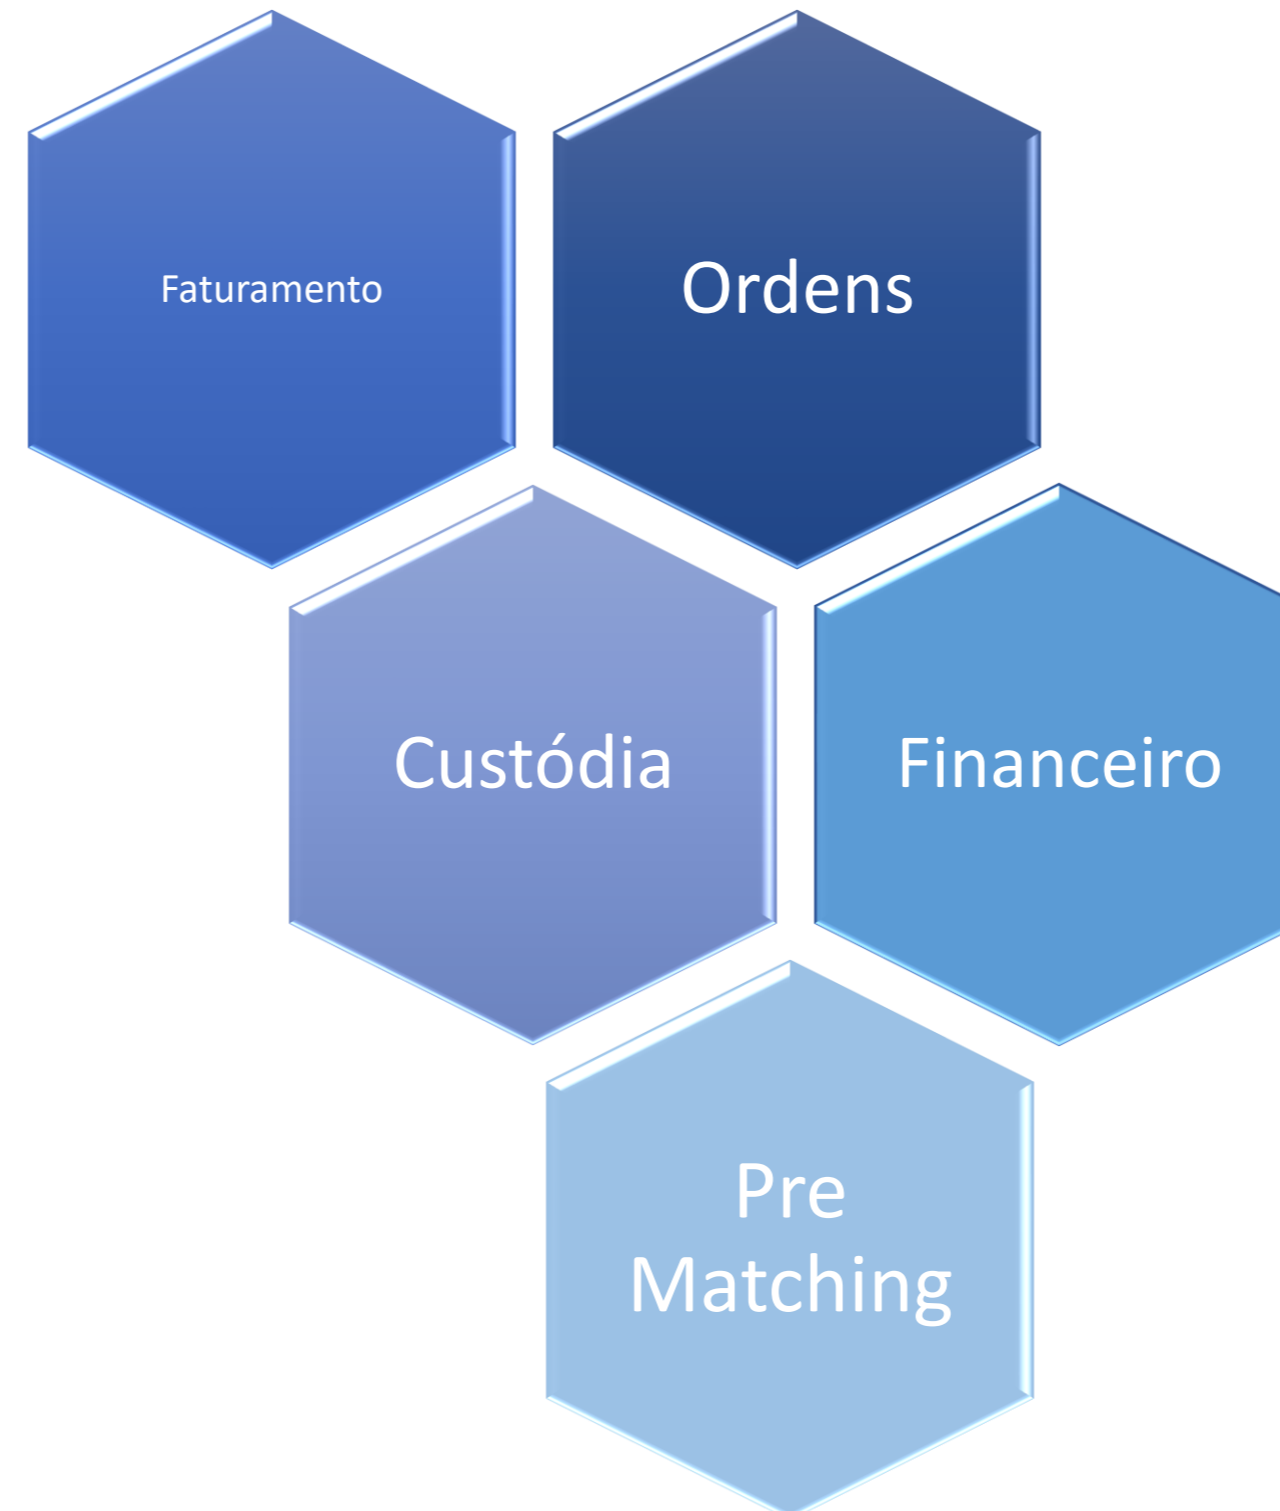 Faturamento
Ordens
Custódia
Financeiro
Pre
Matching